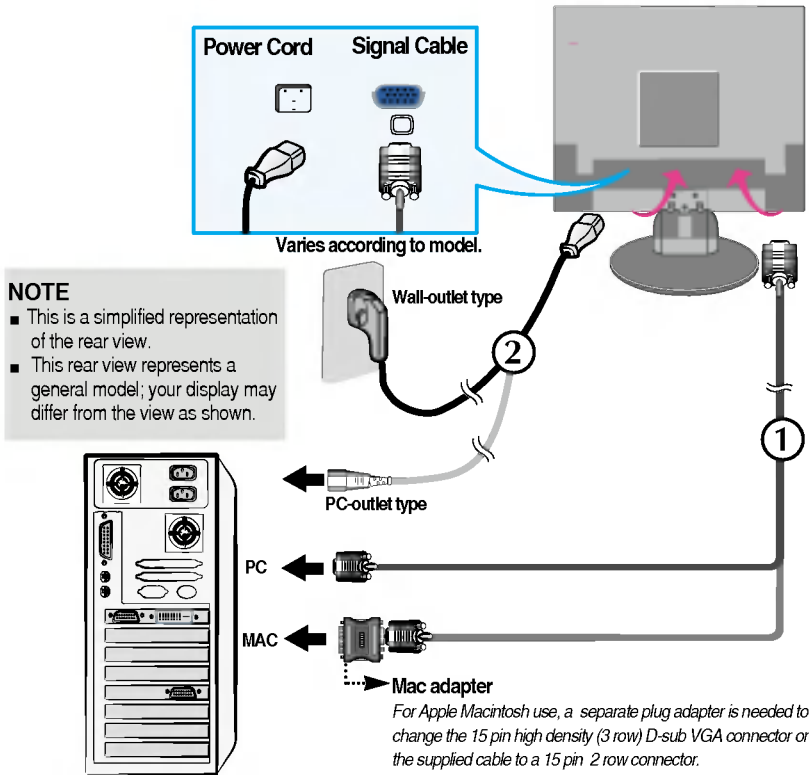 Power Cord
Signal Cable
Varies according to model.
NOTE
■ This is a simplified representation
of the rear view.
■ This rear view represents a
general model; your display may
differ from the view as shown.
Wall-outlet type
2
1
PC-outlet type
PC
MAC
Mac adapter
For Apple Macintosh use, a separate plug adapter is needed to
change the 15 pin high density (3 row) D-sub VGA connector or
the supplied cable to a 15 pin 2 row connector.